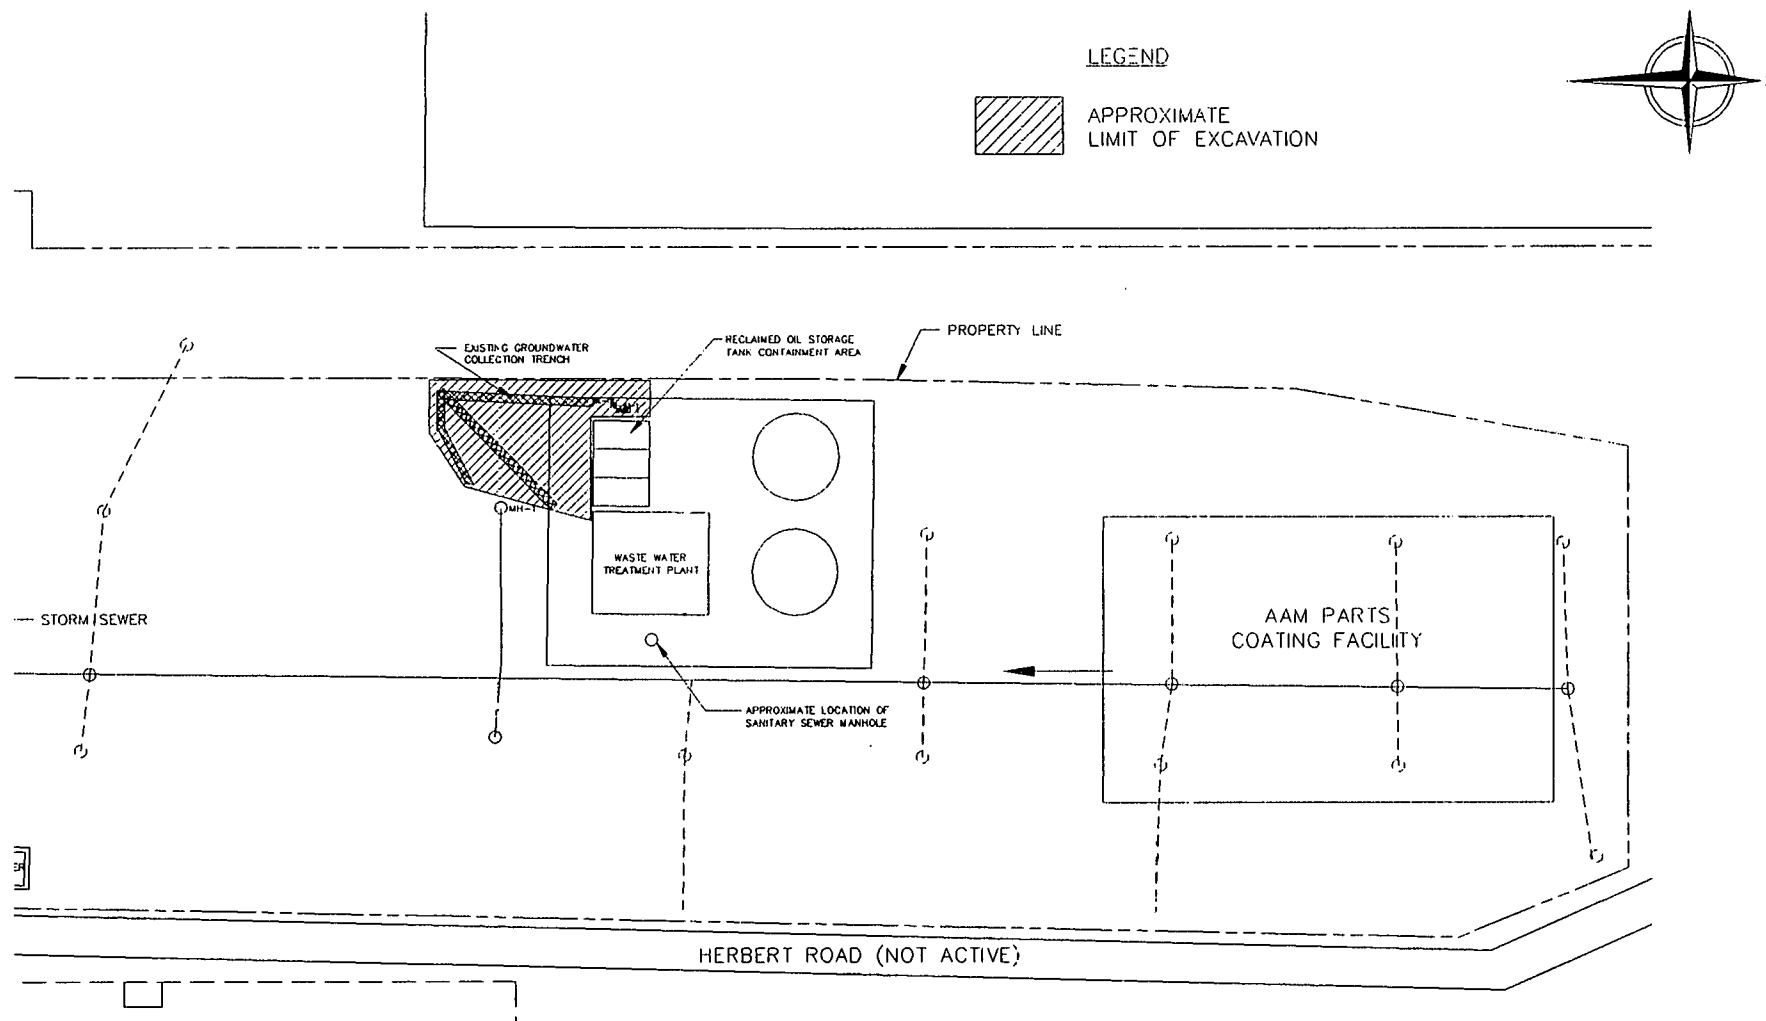 LEGEND
APPROXIMATE
LIMIT OF EXCAVATION
PROPERTY LINE
EXISTING GROUNDWATER
COLLECTION TRENCH
RECLAIMED OIL STORAGE
TANK CONTAINMENT AREA
MH-1
WASTE WATER
TREATMENT PLANT
STORM SEWER
AAM PARTS
COATING FACILITY
APPROXIMATE LOCATION OF
SANITARY SEWER MANHOLE
HERBERT ROAD (NOT ACTIVE)